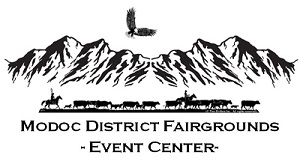 Modoc District Fairgrounds
- Event Center-